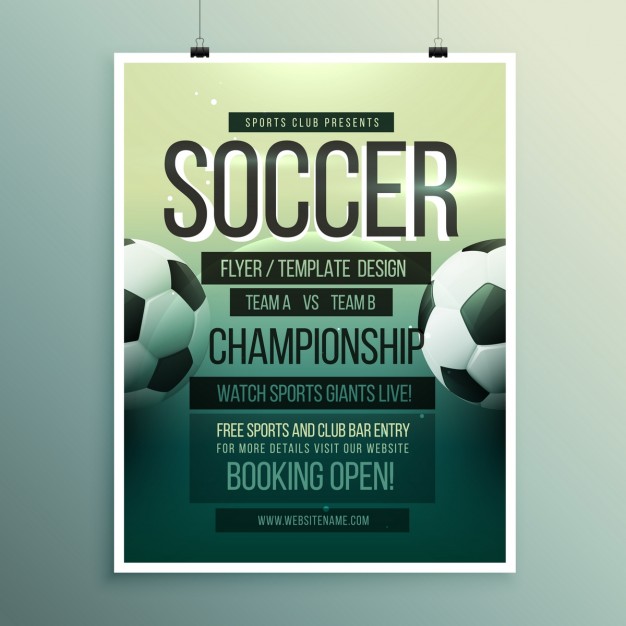 SPORTS CLUB PRESENTS
SOCCER
FLYER / TEMPLATE DESIGN
TEAM A VS TEAM B
CHAMPIONSHIP
WATCH SPORTS GIANTS LIVE!
FREE SPORTS AND CLUB BAR ENTRY
FOR MORE DETAILS VISIT OUR WEBSITE
BOOKING OPEN!
WWW.WEBSITENAME.COM